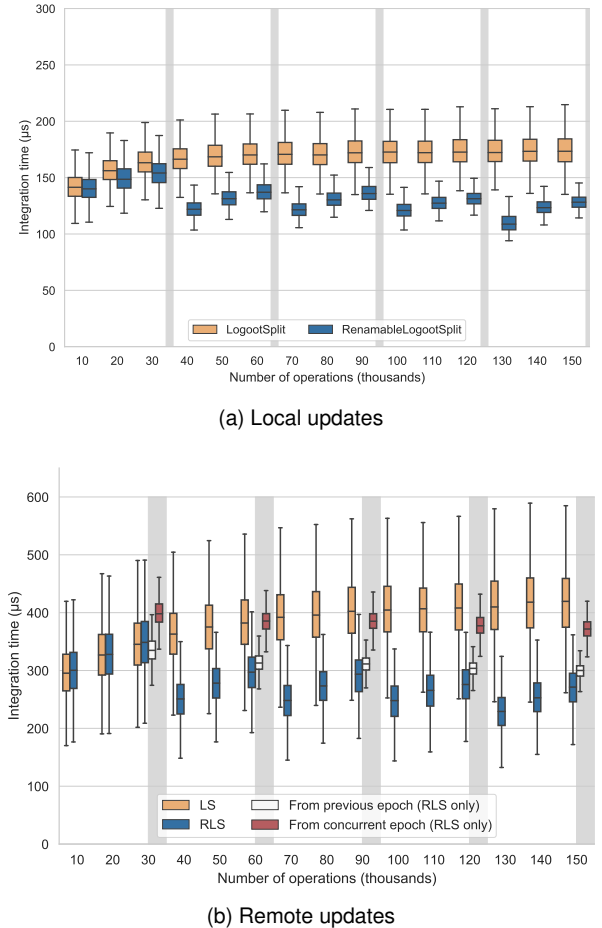 300
250
200
150
100
50
0
Integration time (μs)
LogootSplit RenamableLogootSplit
10 20 30 40 50 60 70 80 90 100 110 120 130 140 150
Number of operations (thousands)
(a) Local updates
600
500
400
300
200
100
0
Integration time (μs)
LS From previous epoch (RLS only)
RLS From concurrent epoch (RLS only)
10 20 30 40 50 60 70 80 90 100 110 120 130 140 150
Number of operations (thousands)
(b) Remote updates